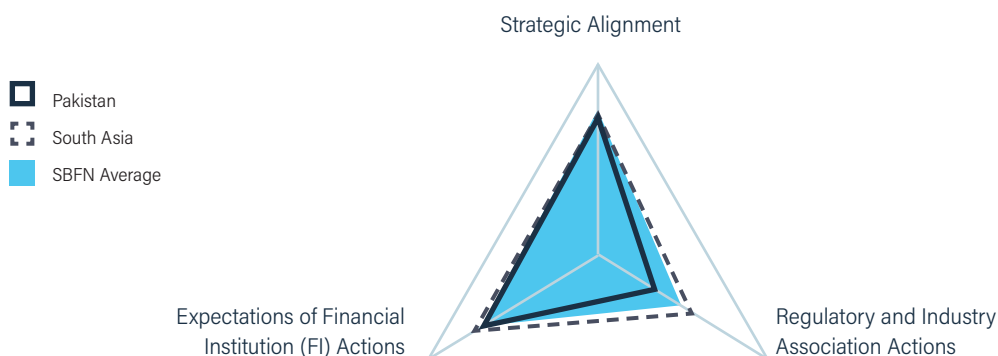 Strategic Alignment
Pakistan
South Asia
SBFN Average
Expectations of Financial
Institution (FI) Actions
Regulatory and Industry
Association Actions